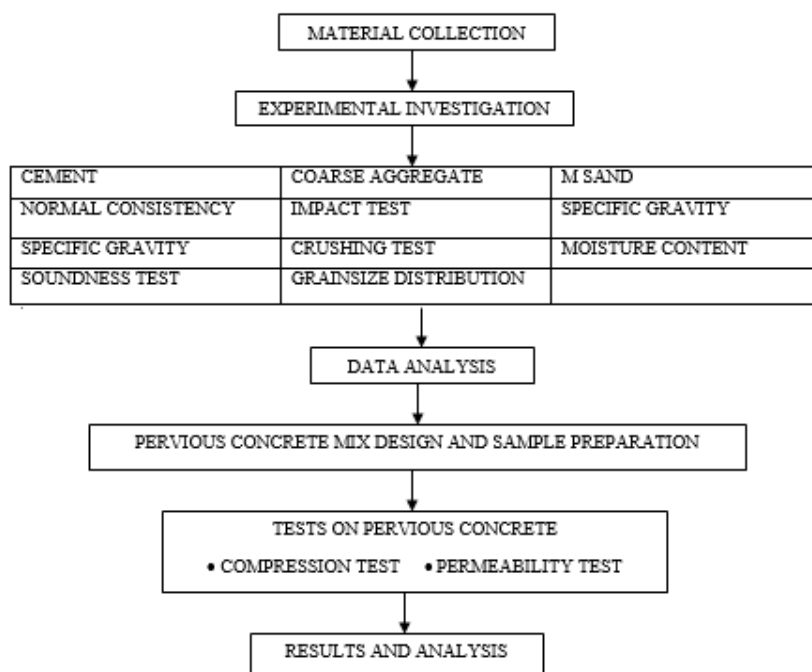 MATERIAL COLLECTION
EXPERIMENTAL INVESTIGATION
CEMENT COARSE AGGREGATE M SAND
NORMAL CONSISTENCY IMPACT TEST SPECIFIC GRAVITY
SPECIFIC GRAVITY CRUSHING TEST MOISTURE CONTENT
SOUNDNESS TEST GRAINSIZE DISTRIBUTION
DATA ANALYSIS
PERVIOUS CONCRETE MIX DESIGN AND SAMPLE PREPARATION
TESTS ON PERVIOUS CONCRETE
• COMPRESSION TEST • PERMEABILITY TEST
RESULTS AND ANALYSIS